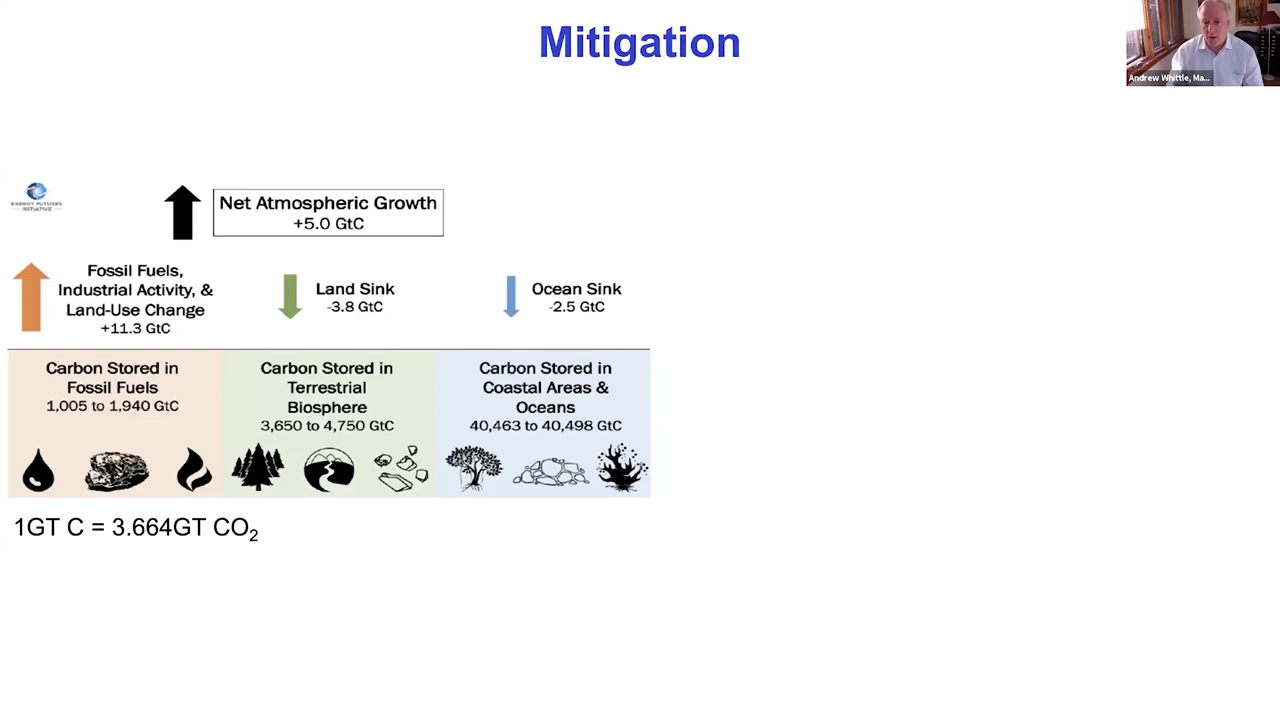 Mitigation
Andrew Whittle, Ma...
ENERGY FUTURES
INITIATIVE
Net Atmospheric Growth
+5.0 GtC
Fossil Fuels,
Industrial Activity, &
Land-Use Change
+11.3 GtC
Land Sink
-3.8 GtC
Ocean Sink
-2.5 GtC
Carbon Stored in
Fossil Fuels
1,005 to 1,940 GtC
Carbon Stored in
Terrestrial
Biosphere
3,650 to 4,750 GtC
Carbon Stored in
Coastal Areas &
Oceans
40,463 to 40,498 GtC
1GT C = 3.664GT CO₂